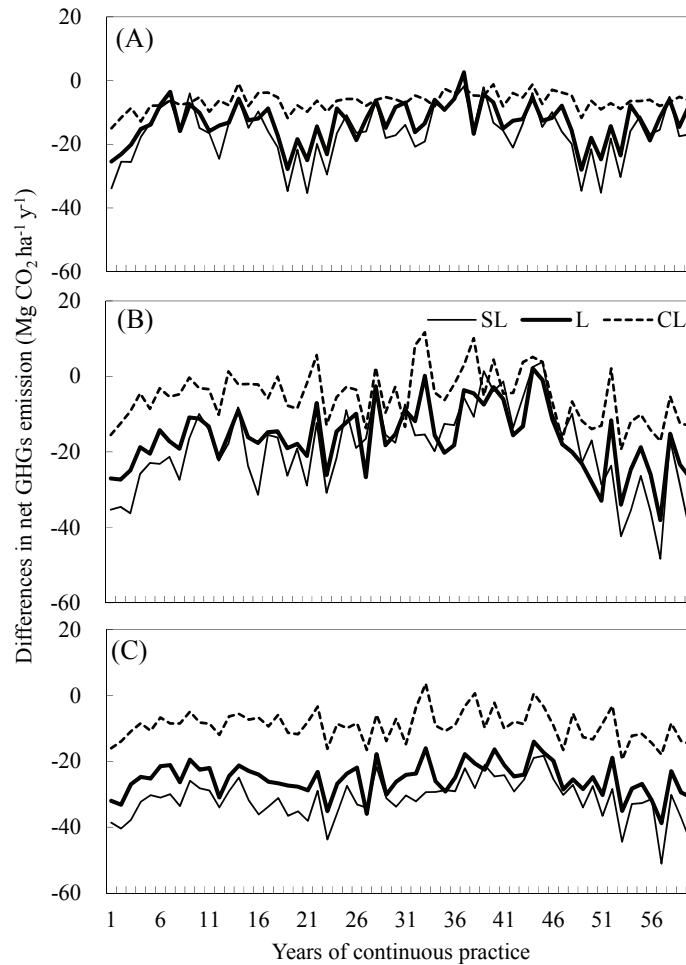 (A)
20
0
-20
-40
-60
(B)
SL L CL
20
0
-20
-40
-60
(C)
20
0
-20
-40
-60
1 6 11 16 21 26 31 36 41 46 51 56
Years of continuous practice
Differences in net GHGs emission (Mg CO₂ ha⁻¹ y⁻¹)